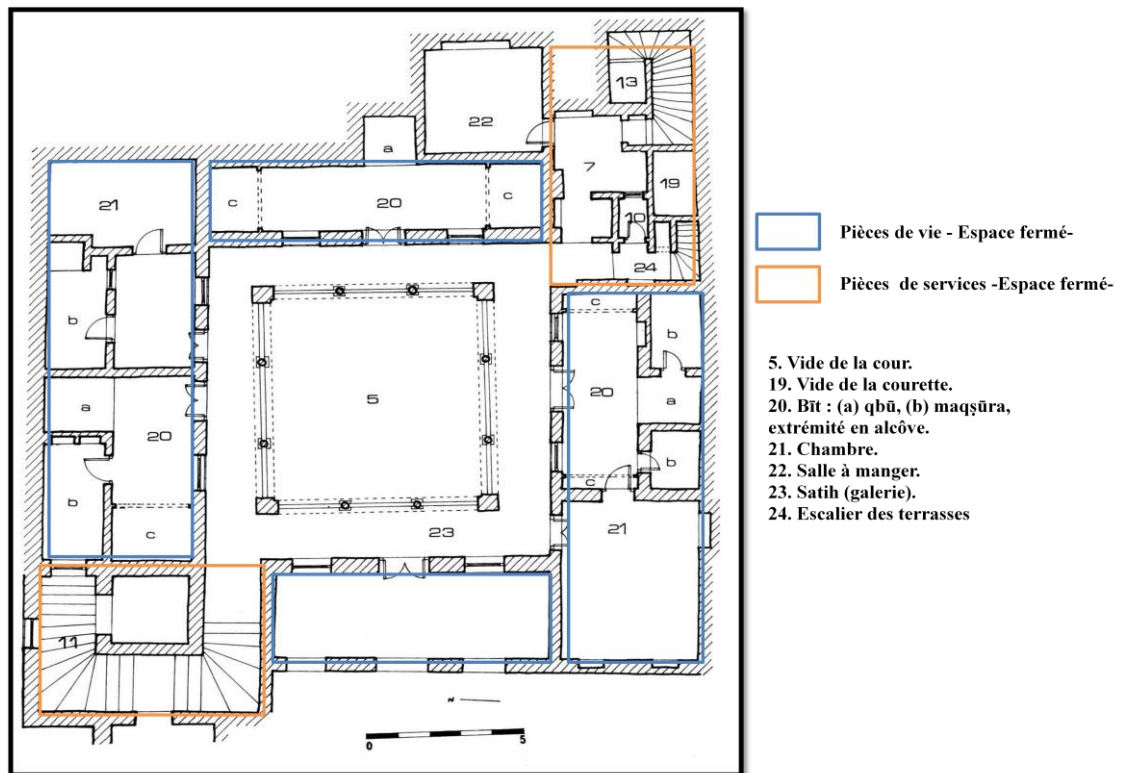 13
22
a
7
21
c
20
c
19
10
24
b
c
b
5
20
a
a
20
b
b
c
c
23
21
11
N
0
5
Pièces de vie - Espace fermé-
Pièces de services -Espace fermé-
5. Vide de la cour.
19. Vide de la courette.
20. Bīt : (a) qbū, (b) maqṣūra,
extrémité en alcôve.
21. Chambre.
22. Salle à manger.
23. Satih (galerie).
24. Escalier des terrasses